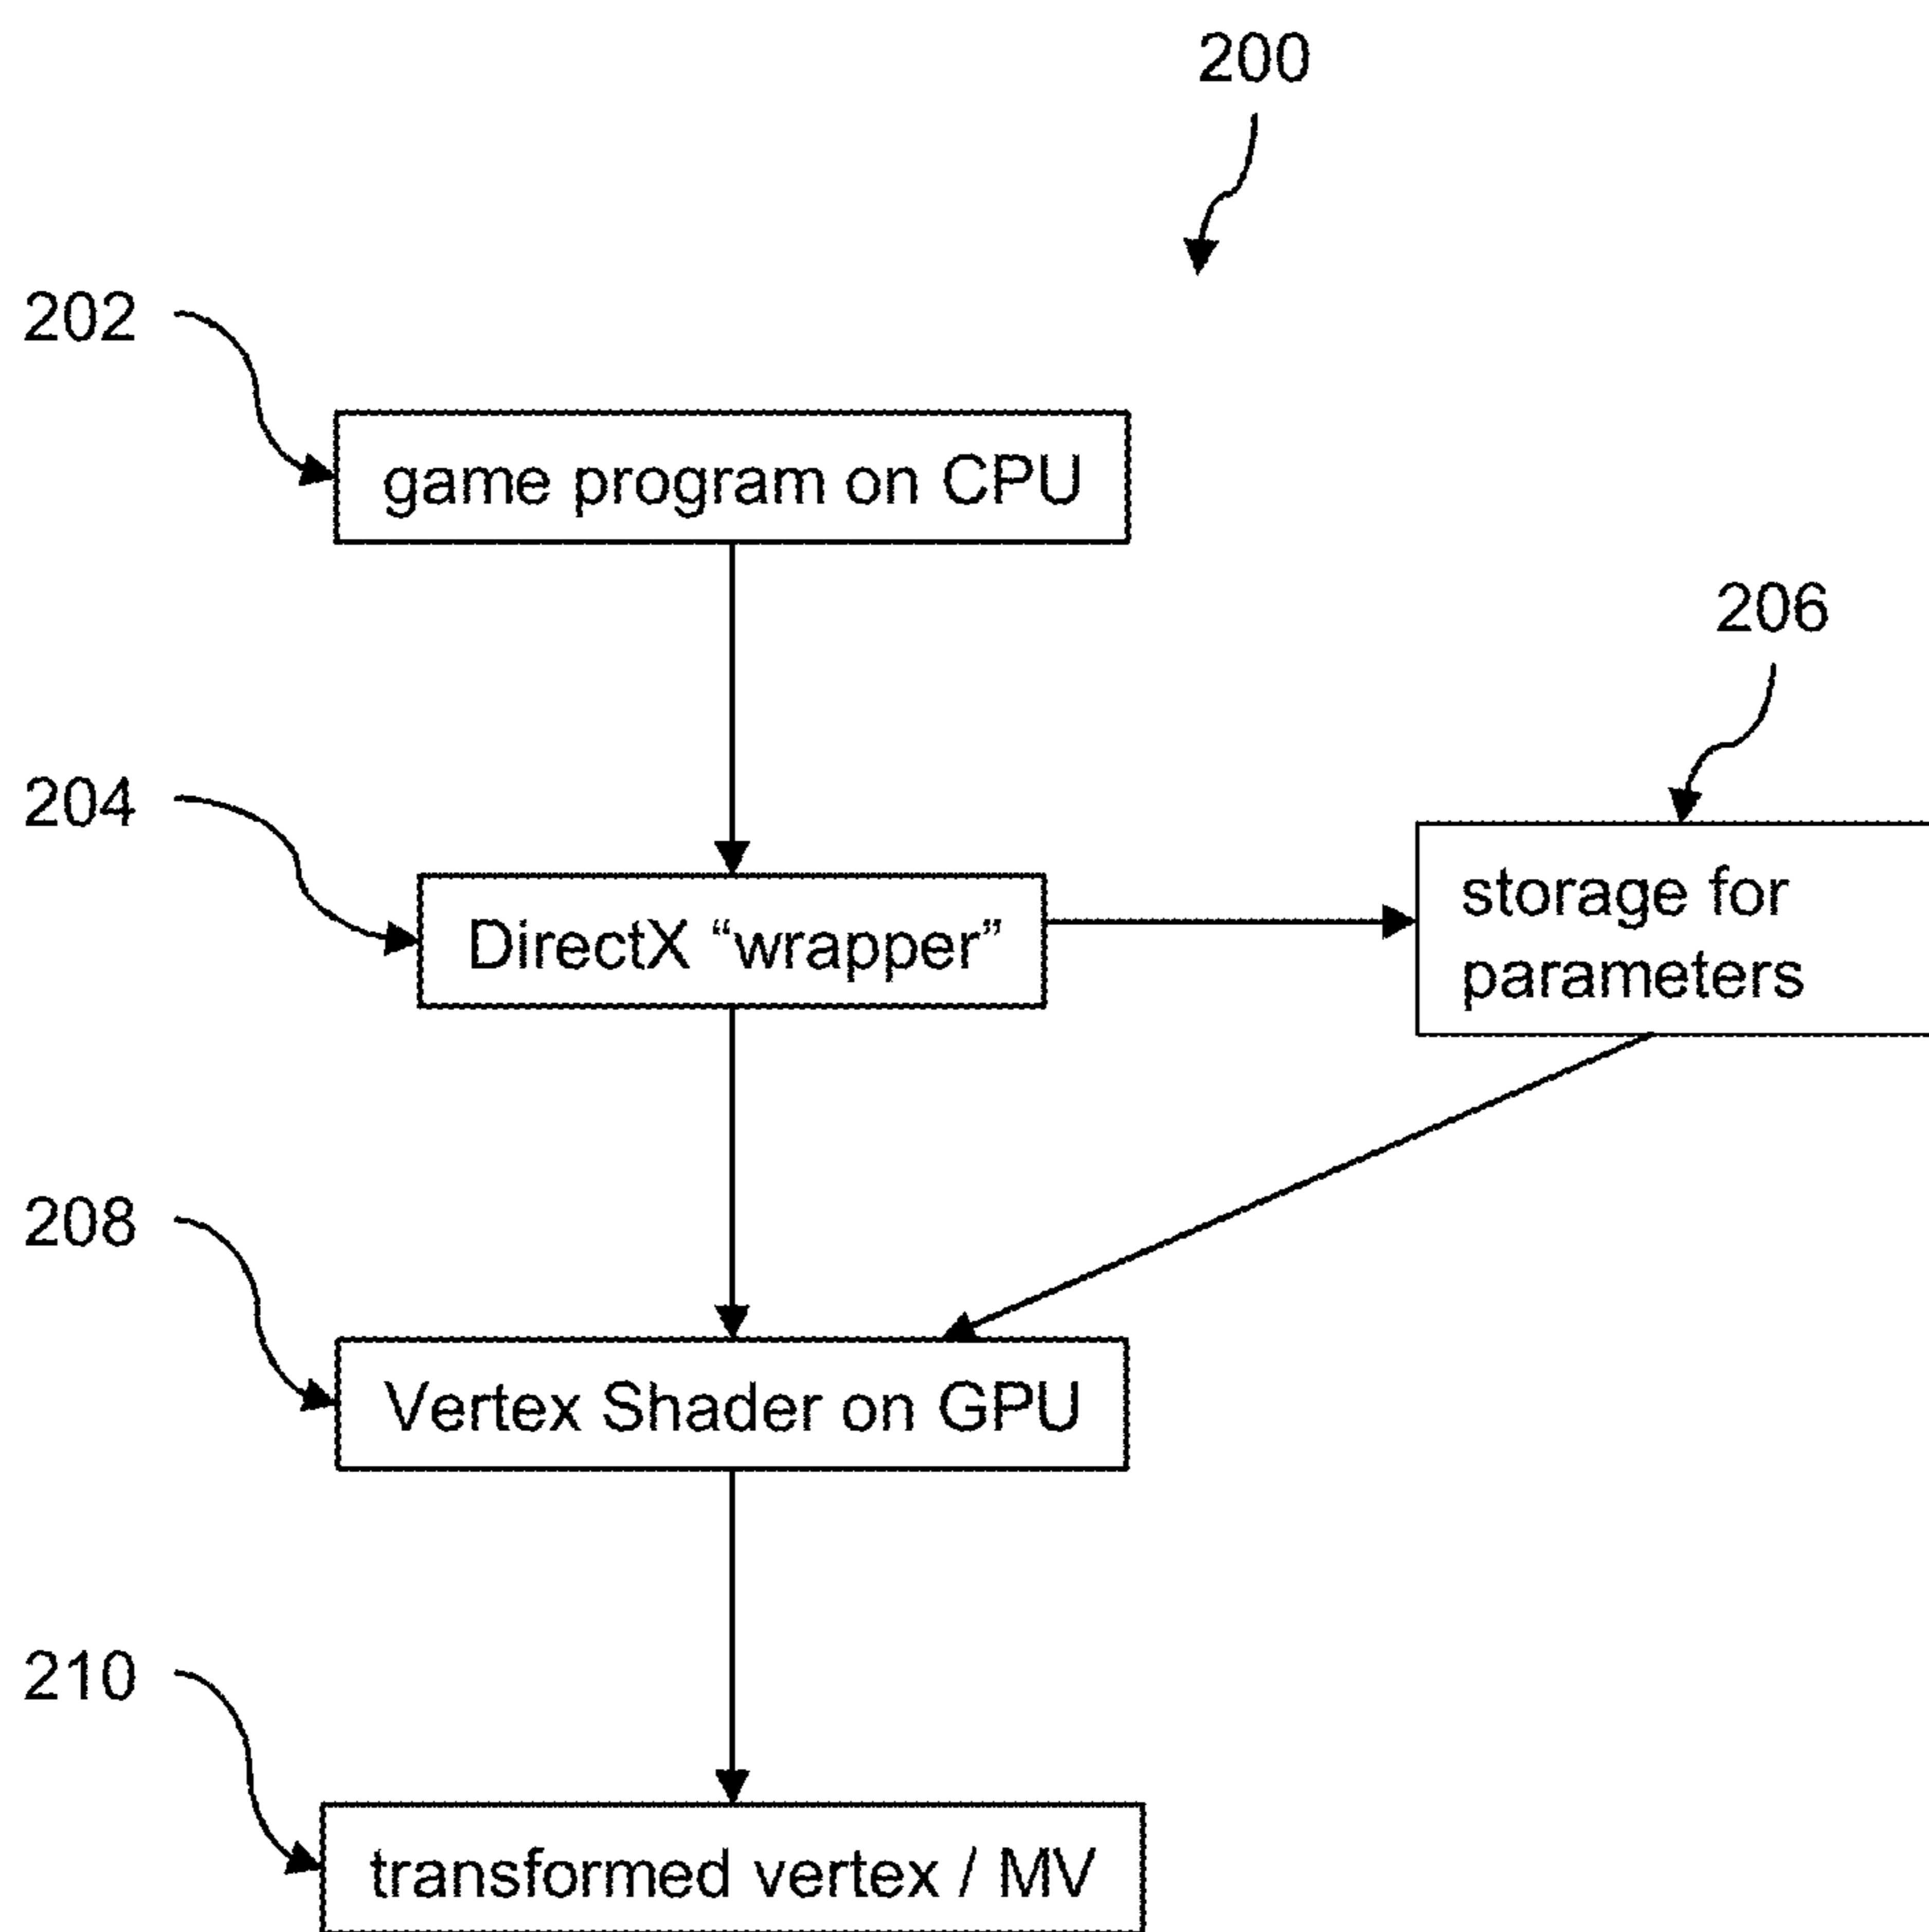 200
202
game program on CPU
206
204
DirectX “wrapper”
storage for
parameters
208
Vertex Shader on GPU
210
transformed vertex / MV